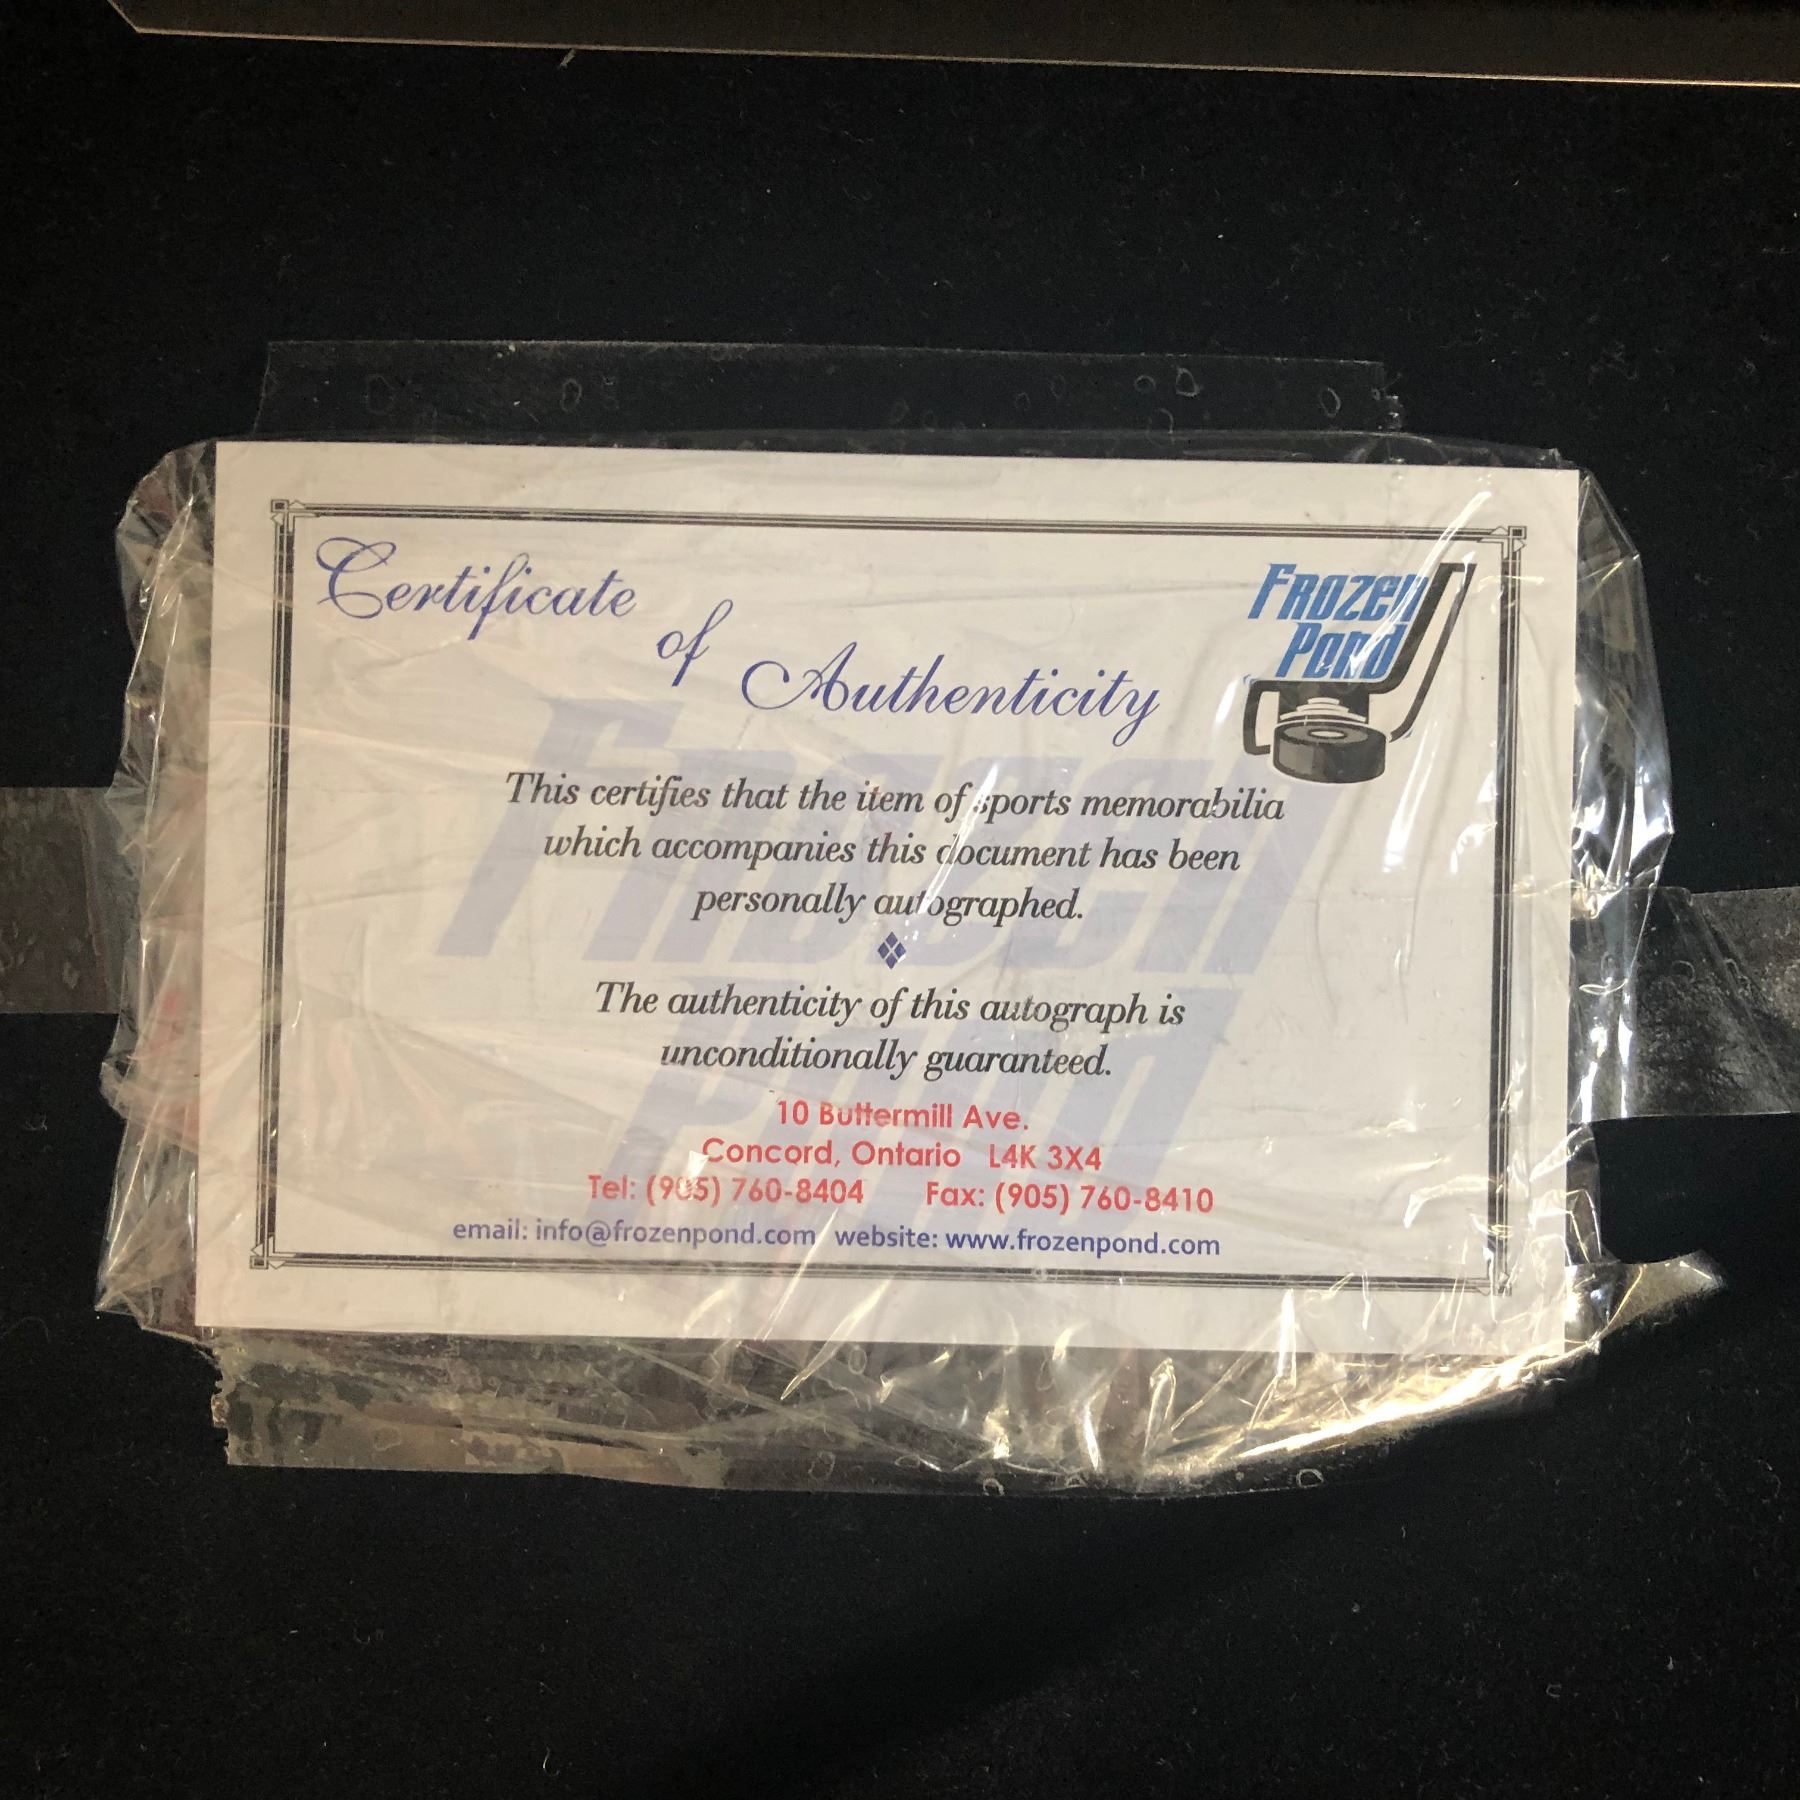 Certificate
of
Authenticity
Frozen
Pond
This certifies that the item of sports memorabilia
which accompanies this document has been
personally autographed.
The authenticity of this autograph is
unconditionally guaranteed.
10 Buttermill Ave.
Concord, Ontario L4K 3X4
Tel: (905) 760-8404 Fax: (905) 760-8410
email: info@frozenpond.com website: www.frozenpond.com
Frozen
Pond